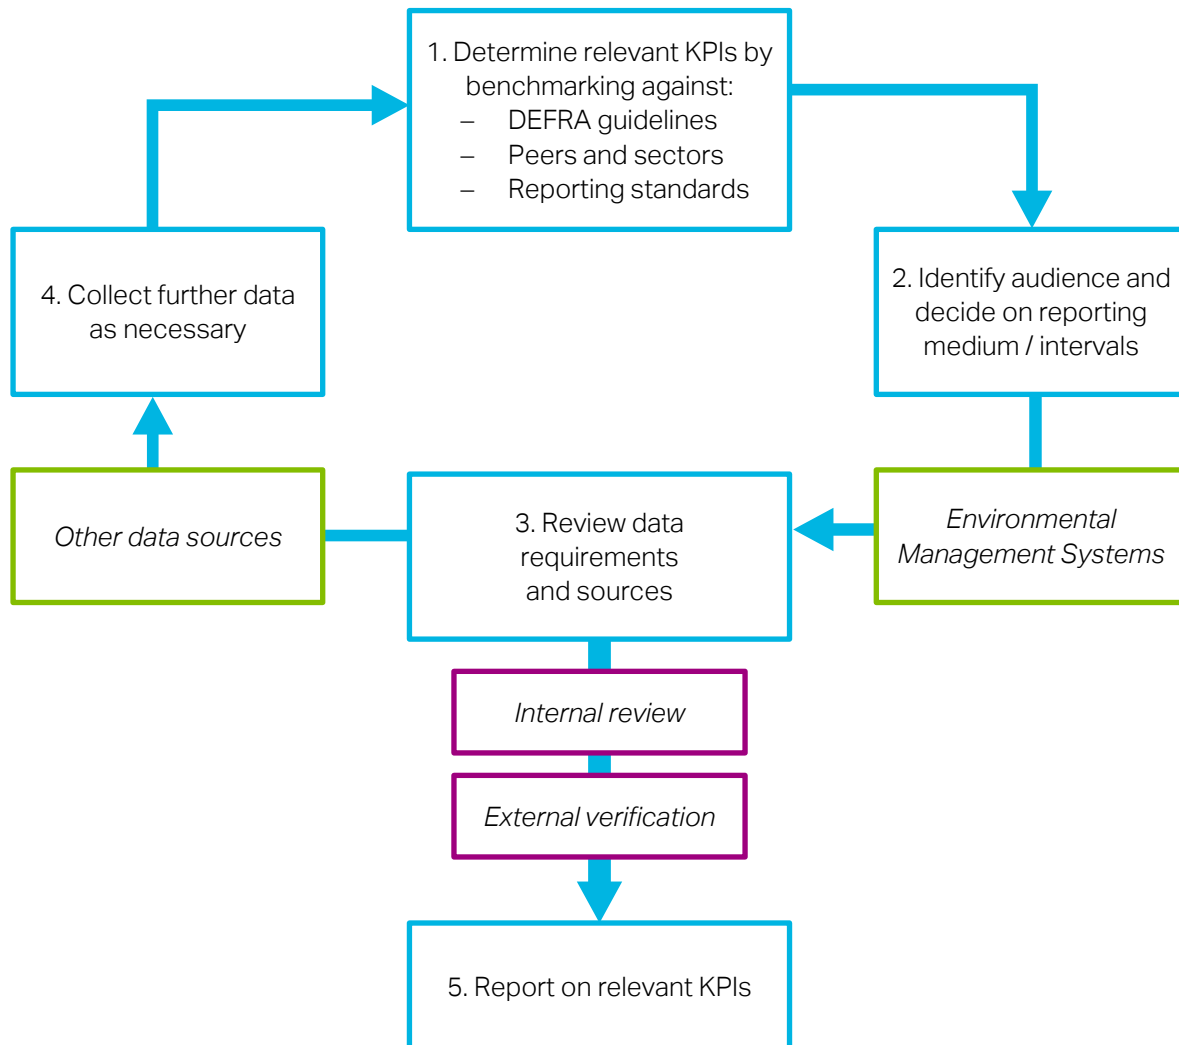 1. Determine relevant KPIs by
benchmarking against:
– DEFRA guidelines
– Peers and sectors
– Reporting standards
2. Identify audience and
decide on reporting
medium / intervals
4. Collect further data
as necessary
Other data sources
3. Review data
requirements
and sources
Environmental
Management Systems
Internal review
External verification
5. Report on relevant KPIs